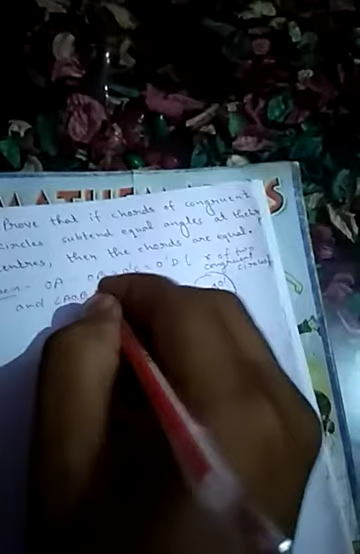 MATHEMATICS
Prove that if chords of congruent
circles subtend equal angles at their
centres, then the chords are equal.
OA OB = O'C = O'D ( r of two
congruent
circles)
and ∠AOB
O'